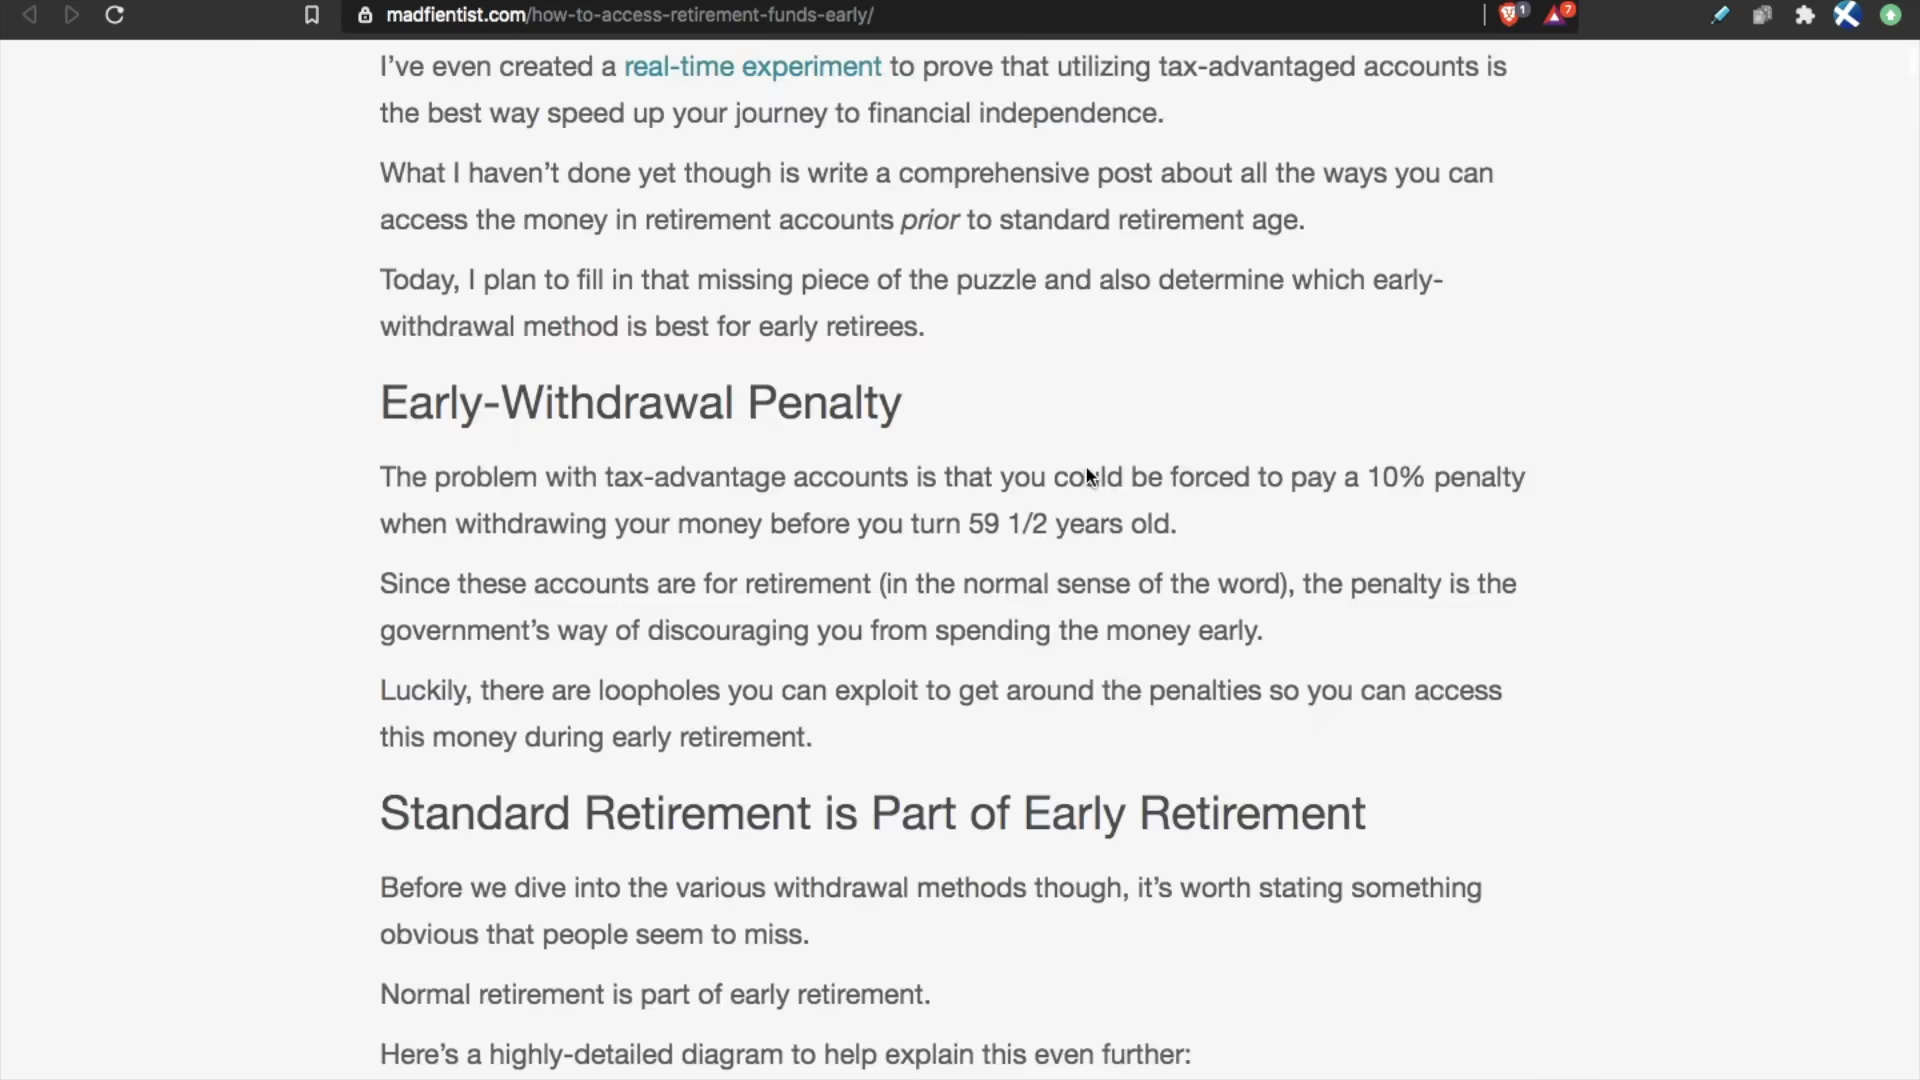 madfientist.com/how-to-access-retirement-funds-early/
1
7
I’ve even created a real-time experiment to prove that utilizing tax-advantaged accounts is
the best way speed up your journey to financial independence.
What I haven’t done yet though is write a comprehensive post about all the ways you can
access the money in retirement accounts prior to standard retirement age.
Today, I plan to fill in that missing piece of the puzzle and also determine which early-
withdrawal method is best for early retirees.
Early-Withdrawal Penalty
The problem with tax-advantage accounts is that you could be forced to pay a 10% penalty
when withdrawing your money before you turn 59 1/2 years old.
Since these accounts are for retirement (in the normal sense of the word), the penalty is the
government’s way of discouraging you from spending the money early.
Luckily, there are loopholes you can exploit to get around the penalties so you can access
this money during early retirement.
Standard Retirement is Part of Early Retirement
Before we dive into the various withdrawal methods though, it’s worth stating something
obvious that people seem to miss.
Normal retirement is part of early retirement.
Here’s a highly-detailed diagram to help explain this even further: